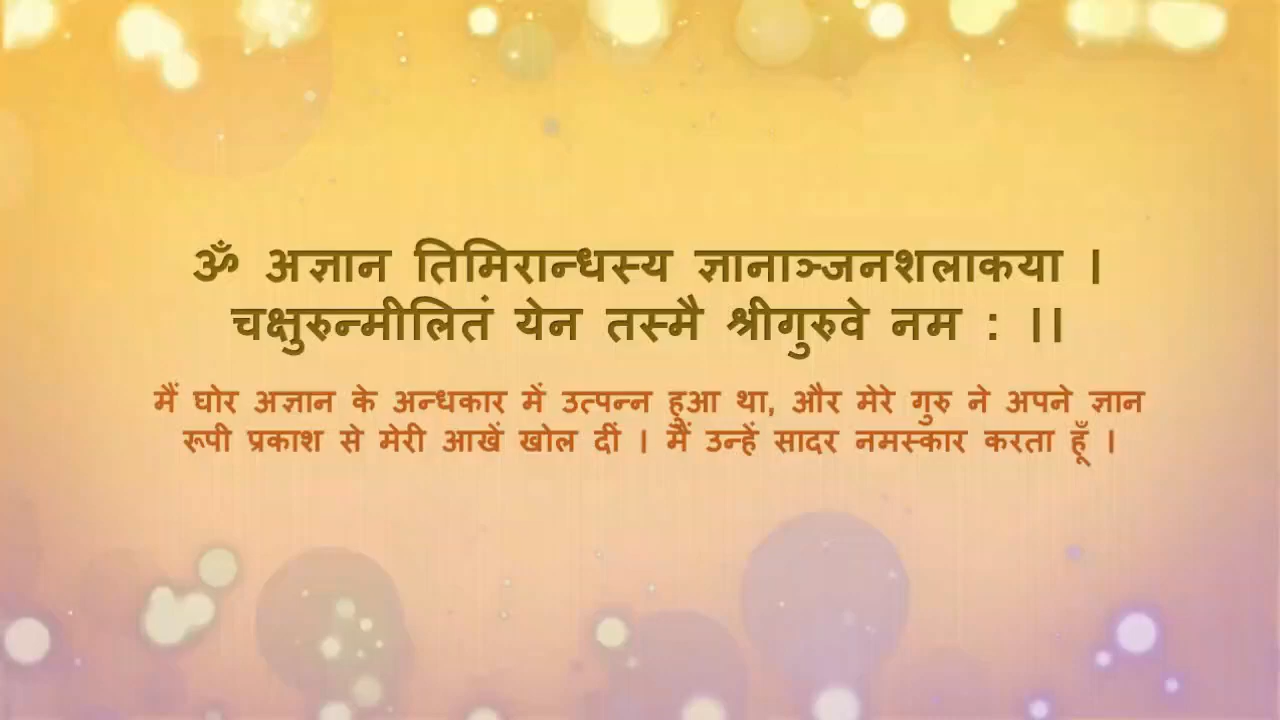 ॐ अज्ञान तिमिरान्धस्य ज्ञानाञ्जनशलाकया ।
चक्षुरुन्मीलितं येन तस्मै श्रीगुरुवे नम : ।।
मैं घोर अज्ञान के अन्धकार में उत्पन्न हुआ था, और मेरे गुरु ने अपने ज्ञान
रूपी प्रकाश से मेरी आखें खोल दीं । मैं उन्हें सादर नमस्कार करता हूँ ।